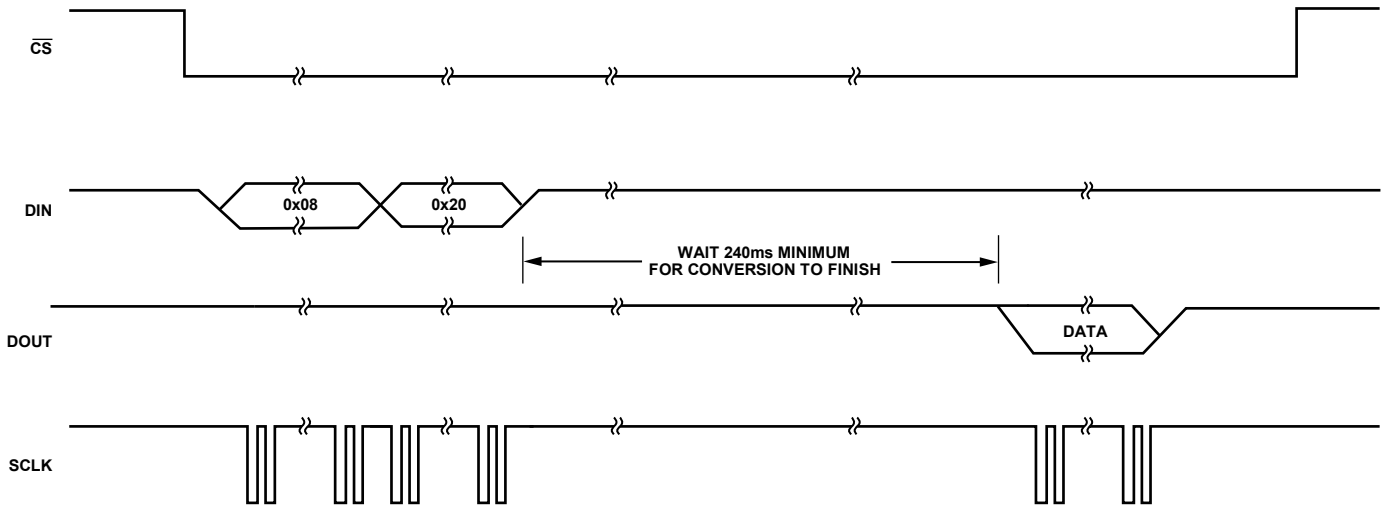 CS
DIN
0x08
0x20
WAIT 240ms MINIMUM
FOR CONVERSION TO FINISH
DOUT
DATA
SCLK